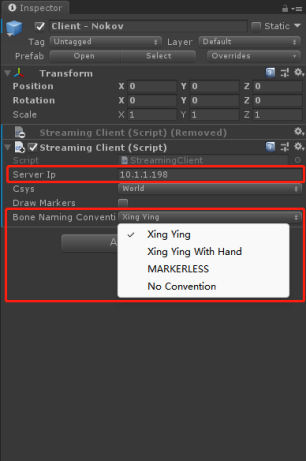 Inspector
Client - Nokov
Static
Tag Untagged Layer Default
Prefab Open Select Overrides
Transform
Position X 0 Y 0 Z 0
Rotation X 0 Y 0 Z 0
Scale X 1 Y 1 Z 1
Streaming Client (Script) (Removed)
Streaming Client (Script)
Script StreamingClient
Server Ip 10.1.1.198
Csys World
Draw Markers
Bone Naming Conventi Xing Ying
A
Xing Ying
Xing Ying With Hand
MARKERLESS
No Convention